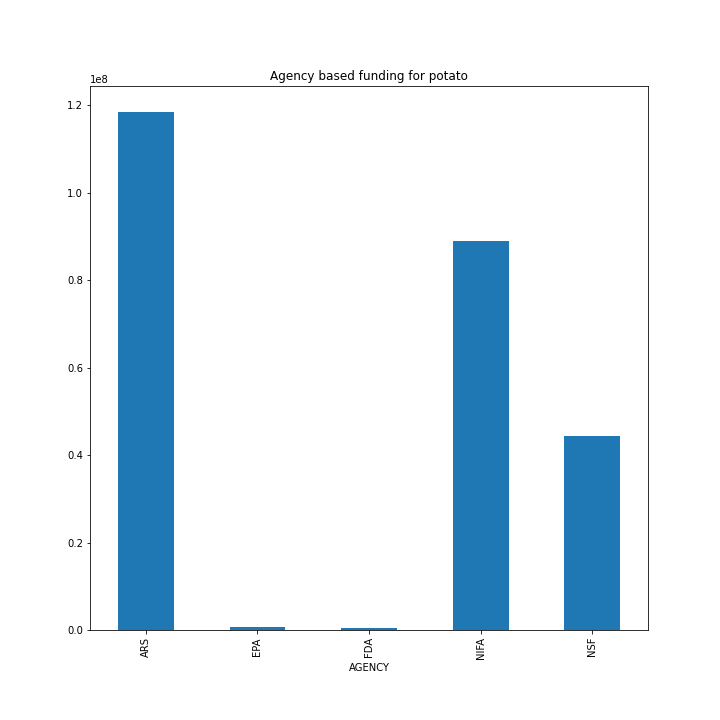 Agency based funding for potato
1e8
1.2
1.0
0.8
0.6
0.4
0.2
0.0
ARS
EPA
FDA
NIFA
NSF
AGENCY